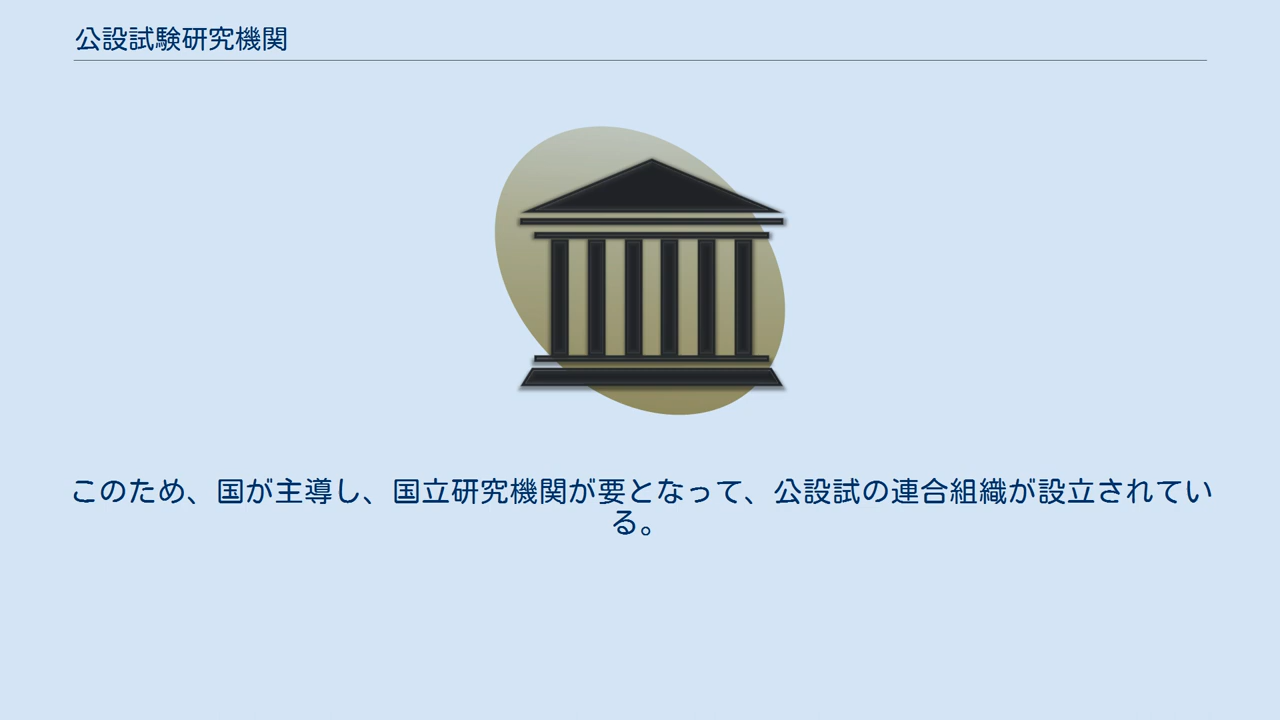 公設試験研究機関
このため、国が主導し、国立研究機関が要となって、公設試の連合組織が設立されてい
る。